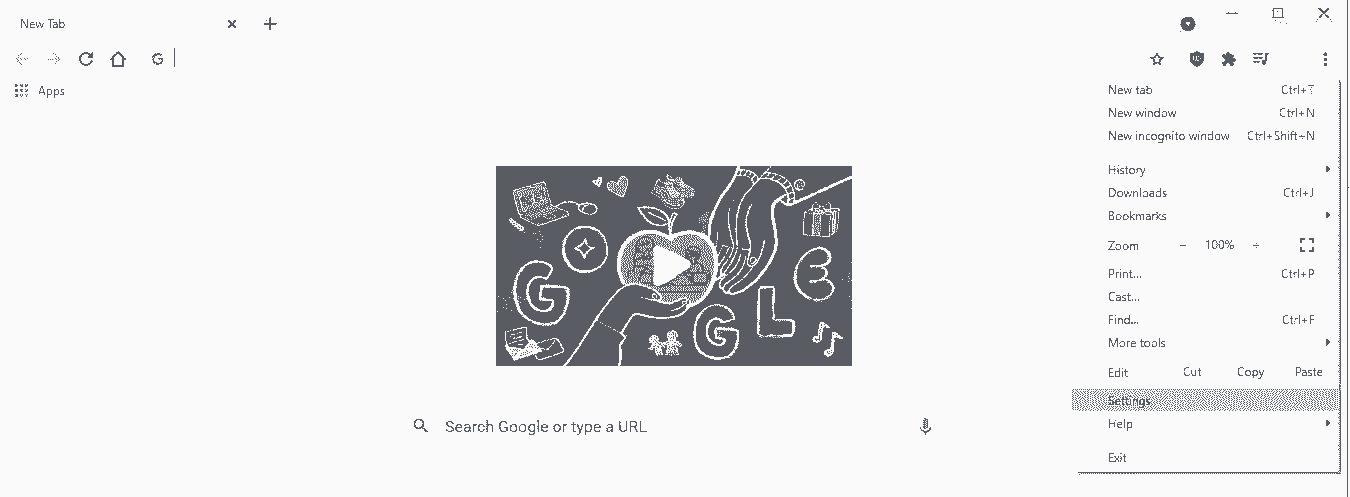 New Tab
Apps
New tab Ctrl+T
New window Ctrl+N
New incognito window Ctrl+Shift+N
History
Downloads Ctrl+J
Bookmarks
Zoom − 100% +
Print... Ctrl+P
Cast...
Find... Ctrl+F
More tools
Edit Cut Copy Paste
Settings
Help
Exit
G G L E
Search Google or type a URL